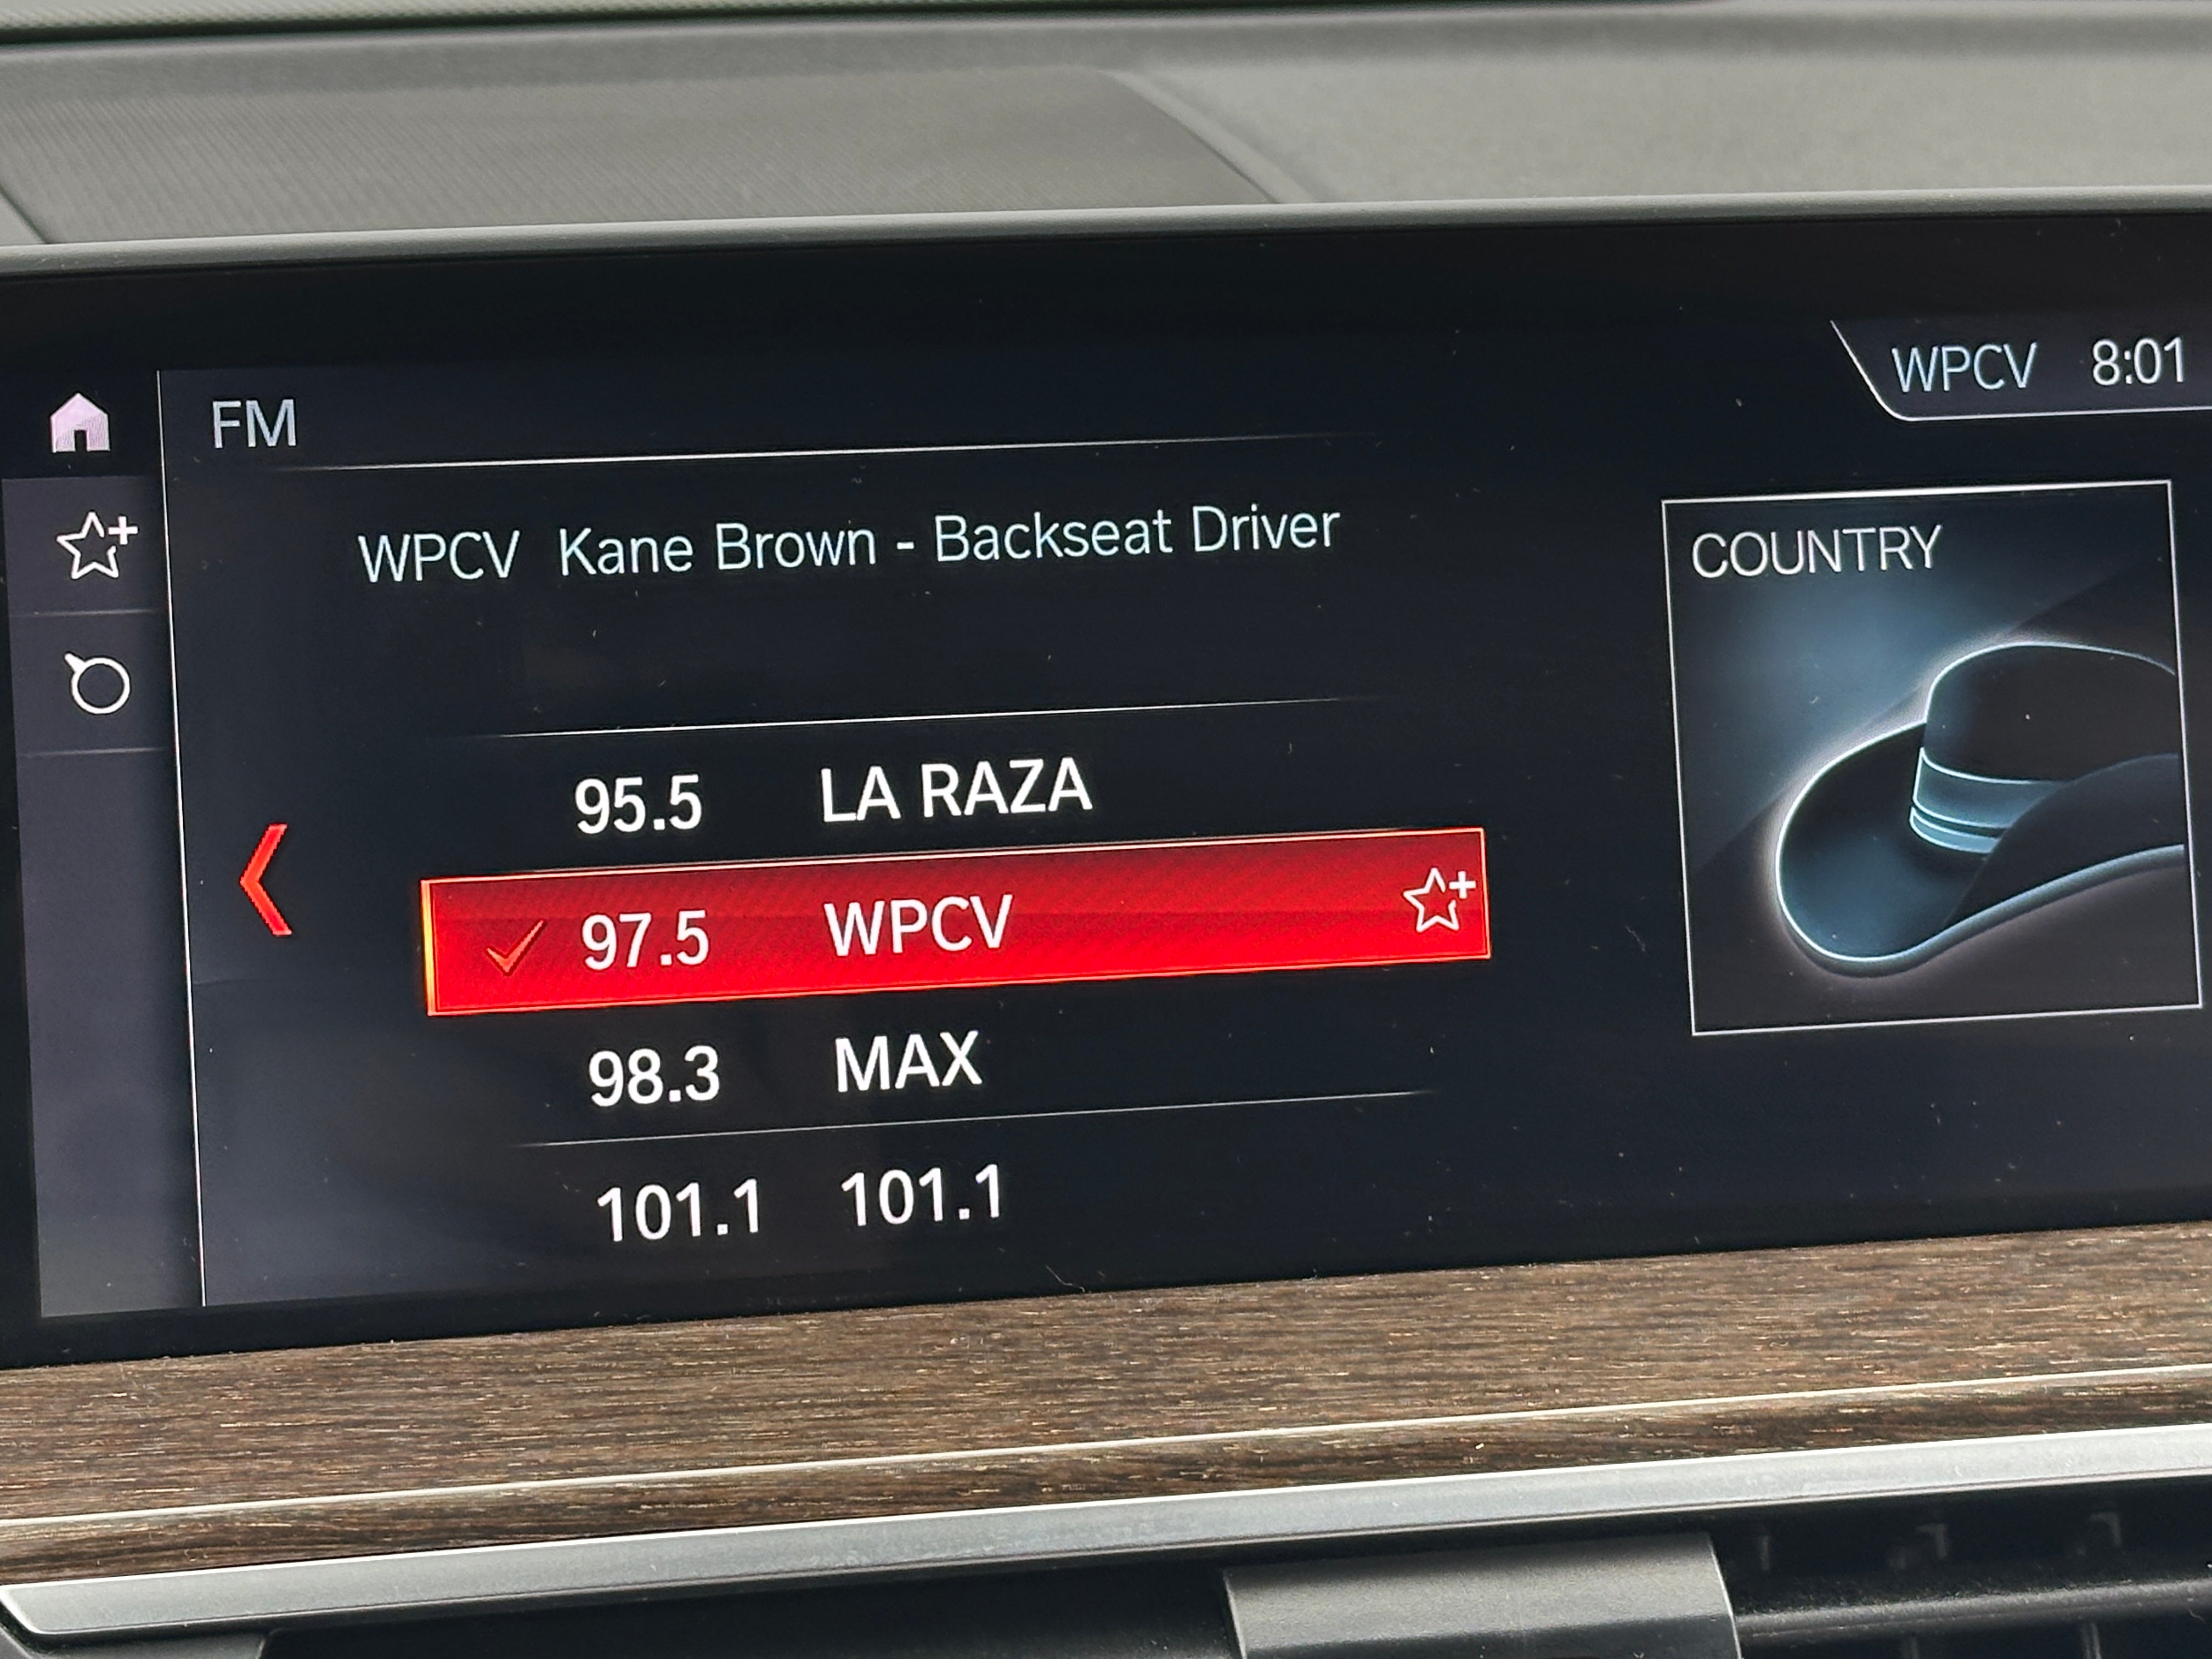 WPCV 8:01
FM
WPCV Kane Brown - Backseat Driver
COUNTRY
95.5 LA RAZA
97.5 WPCV
98.3 MAX
101.1 101.1